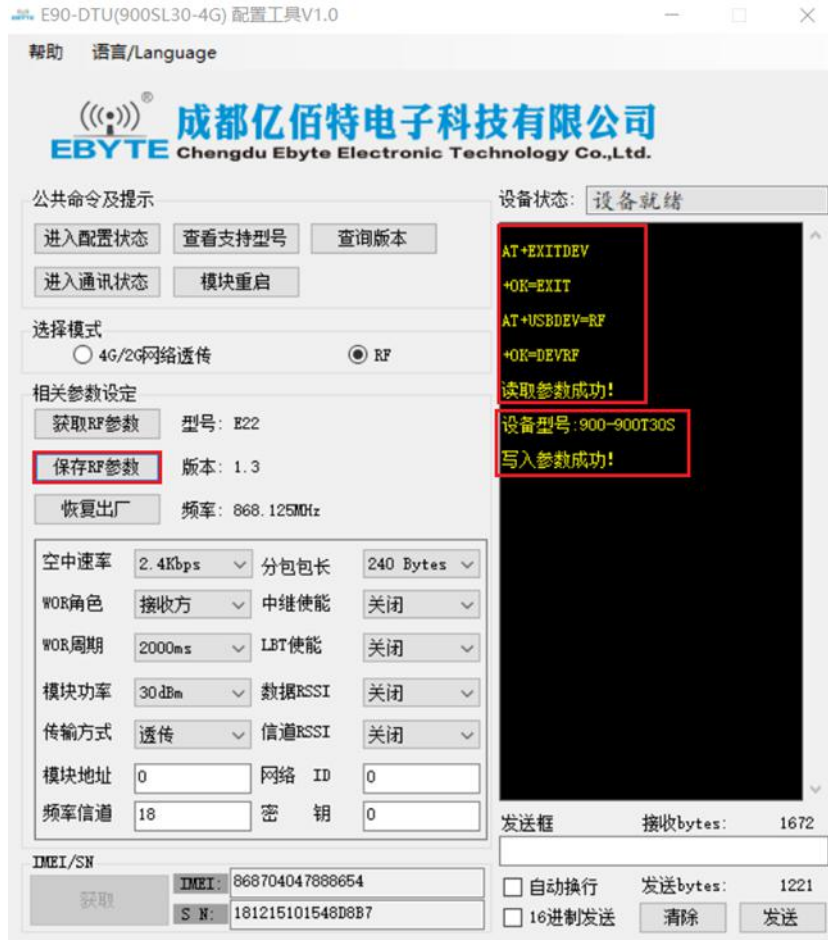 EBYTE E90-DTU(900SL30-4G) 配置工具V1.0
帮助 语言/Language
((( ))) ®
EBYTE
成都亿佰特电子科技有限公司
Chengdu Ebyte Electronic Technology Co.,Ltd.
公共命令及提示
进入配置状态 查看支持型号 查询版本
进入通讯状态 模块重启
选择模式
4G/2G网络透传 RF
相关参数设定
获取RF参数 型号: E22
保存RF参数 版本: 1.3
恢复出厂 频率: 868.125MHz
空中速率 2.4Kbps 分包包长 240 Bytes
WOR角色 接收方 中继使能 关闭
WOR周期 2000ms LBT使能 关闭
模块功率 30dBm 数据RSSI 关闭
传输方式 透传 信道RSSI 关闭
模块地址 0 网络 ID 0
频率信道 18 密 钥 0
IMEI/SN
获取
IMEI: 868704047888654
S N: 181215101548D8B7
设备状态: 设备就绪
AT+EXITDEV
+OK=EXIT
AT+USBDEV=RF
+OK=DEVRF
读取参数成功!
设备型号:900-900T30S
写入参数成功!
发送框 接收bytes: 1672
自动换行 发送bytes: 1221
16进制发送 清除 发送